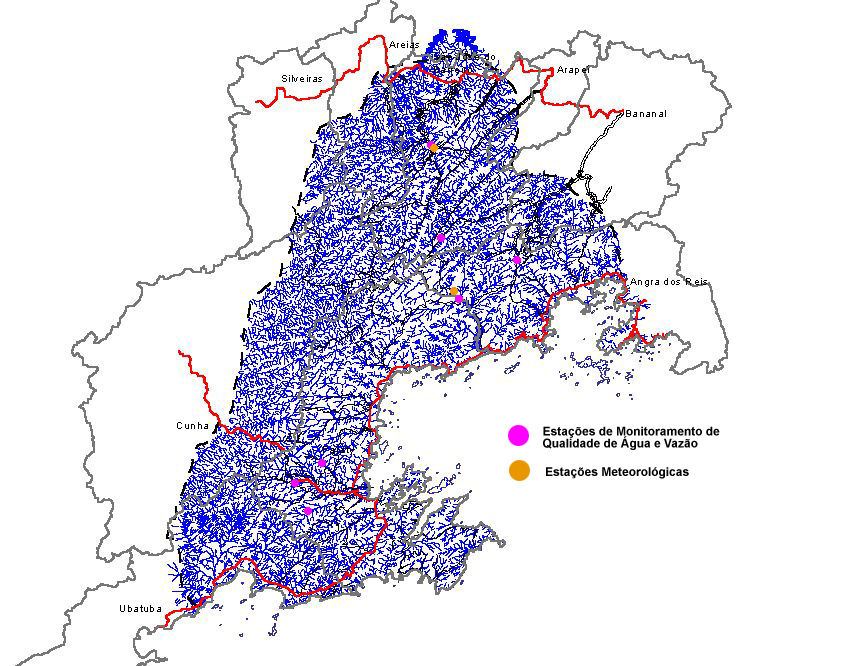 Areias
Silveiras
Arapeí
Bananal
Angra dos Reis
Estações de Monitoramento de
Qualidade de Água e Vazão
Estações Meteorológicas
Cunha
Ubatuba